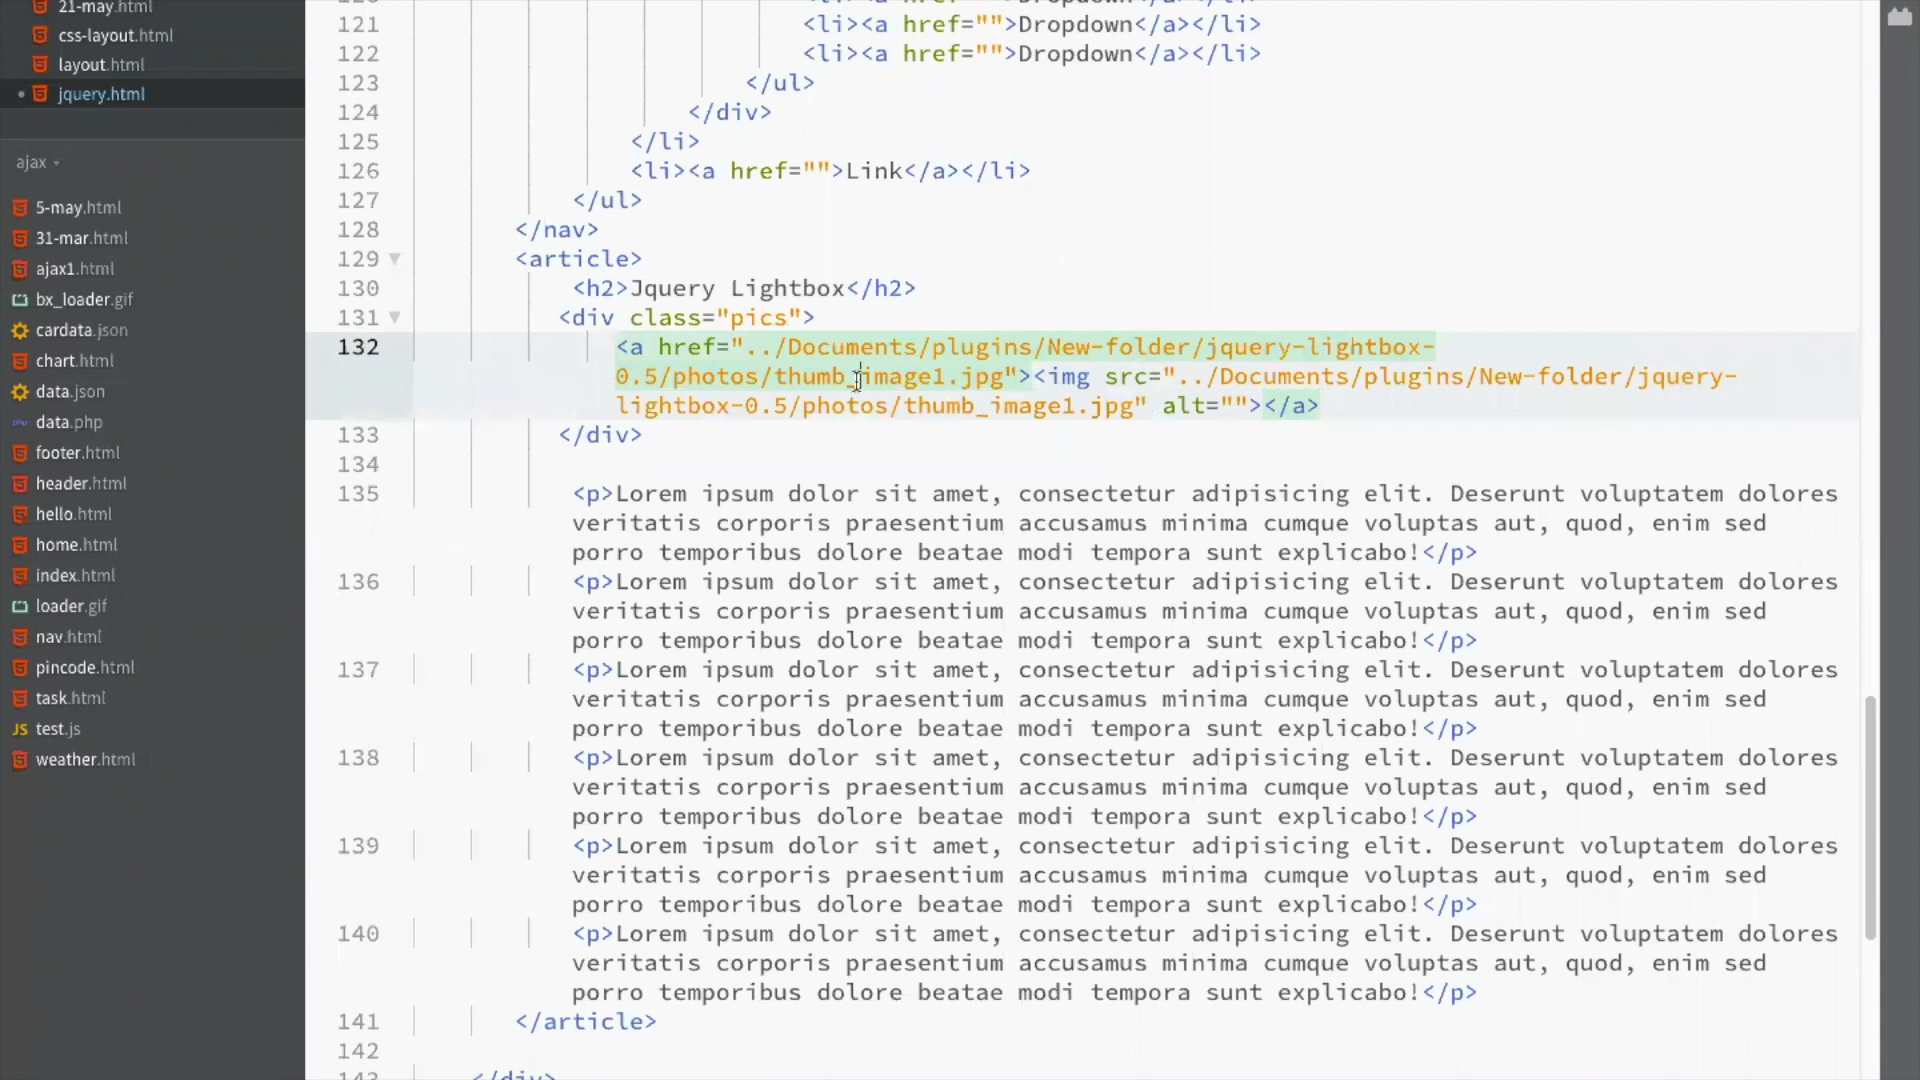 21-may.html
css-layout.html
layout.html
jquery.html
ajax
5-may.html
31-mar.html
ajax1.html
bx_loader.gif
cardata.json
chart.html
data.json
data.php
footer.html
header.html
hello.html
home.html
index.html
loader.gif
nav.html
pincode.html
task.html
JS test.js
weather.html
121 <li><a href="">Dropdown</a></li>
122 <li><a href="">Dropdown</a></li>
123 </ul>
124 </div>
125 </li>
126 <li><a href="">Link</a></li>
127 </ul>
128 </nav>
129 <article>
130 <h2>Jquery Lightbox</h2>
131 <div class="pics">
132 <a href="../Documents/plugins/New-folder/jquery-lightbox-
0.5/photos/thumb_image1.jpg"><img src="../Documents/plugins/New-folder/jquery-
lightbox-0.5/photos/thumb_image1.jpg" alt=""></a>
133 </div>
134
135 <p>Lorem ipsum dolor sit amet, consectetur adipisicing elit. Deserunt voluptatem dolores
veritatis corporis praesentium accusamus minima cumque voluptas aut, quod, enim sed
porro temporibus dolore beatae modi tempora sunt explicabo!</p>
136 <p>Lorem ipsum dolor sit amet, consectetur adipisicing elit. Deserunt voluptatem dolores
veritatis corporis praesentium accusamus minima cumque voluptas aut, quod, enim sed
porro temporibus dolore beatae modi tempora sunt explicabo!</p>
137 <p>Lorem ipsum dolor sit amet, consectetur adipisicing elit. Deserunt voluptatem dolores
veritatis corporis praesentium accusamus minima cumque voluptas aut, quod, enim sed
porro temporibus dolore beatae modi tempora sunt explicabo!</p>
138 <p>Lorem ipsum dolor sit amet, consectetur adipisicing elit. Deserunt voluptatem dolores
veritatis corporis praesentium accusamus minima cumque voluptas aut, quod, enim sed
porro temporibus dolore beatae modi tempora sunt explicabo!</p>
139 <p>Lorem ipsum dolor sit amet, consectetur adipisicing elit. Deserunt voluptatem dolores
veritatis corporis praesentium accusamus minima cumque voluptas aut, quod, enim sed
porro temporibus dolore beatae modi tempora sunt explicabo!</p>
140 <p>Lorem ipsum dolor sit amet, consectetur adipisicing elit. Deserunt voluptatem dolores
veritatis corporis praesentium accusamus minima cumque voluptas aut, quod, enim sed
porro temporibus dolore beatae modi tempora sunt explicabo!</p>
141 </article>
142
143 </div>